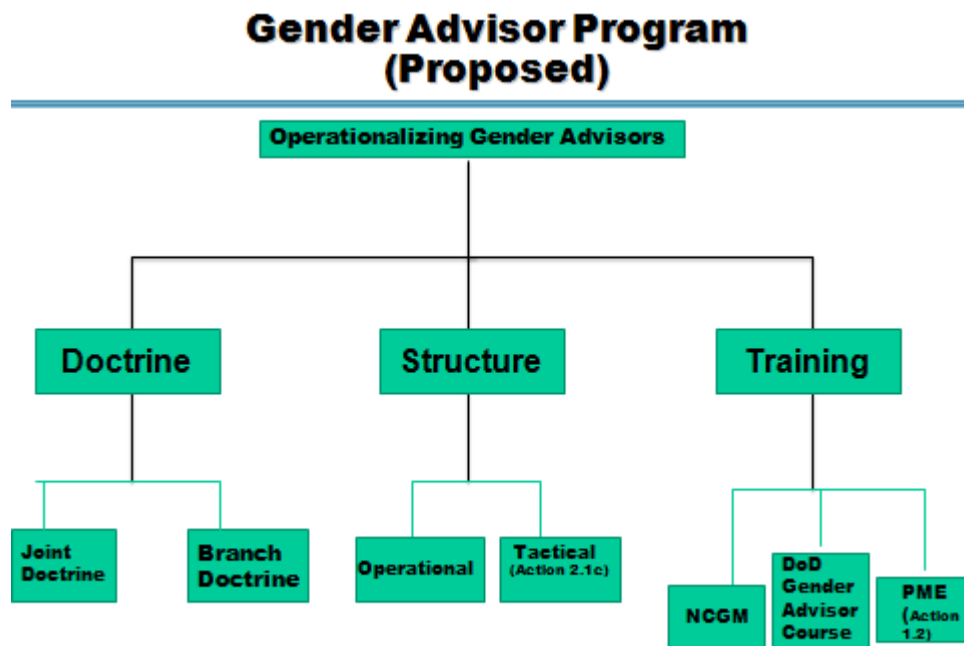 Gender Advisor Program
(Proposed)
Operationalizing Gender Advisors
Doctrine
Structure
Training
Joint
Doctrine
Branch
Doctrine
Operational
Tactical
(Action 2.1c)
NCGM
DoD
Gender
Advisor
Course
PME
(Action
1.2)